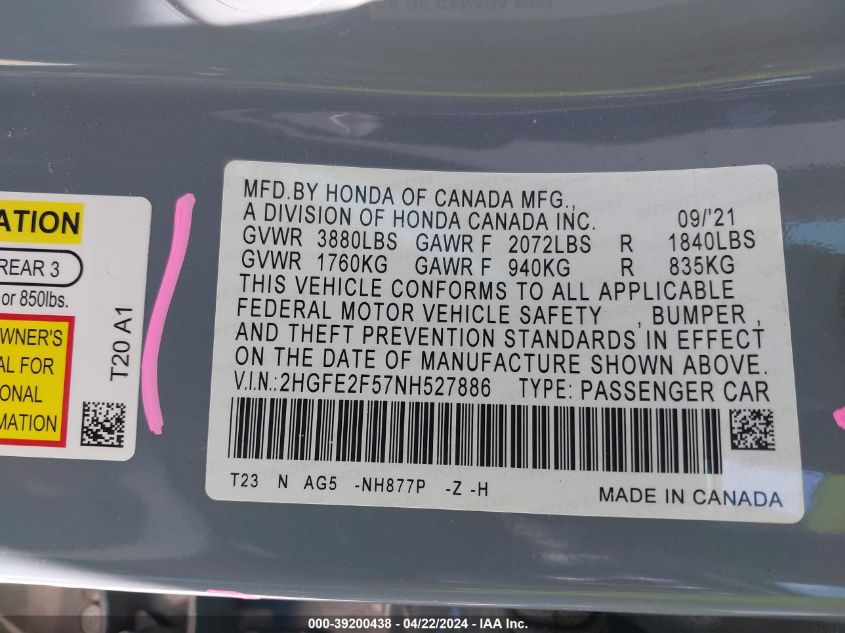 MFD.BY HONDA OF CANADA MFG.,
A DIVISION OF HONDA CANADA INC. 09/'21
GVWR 3880LBS GAWR F 2072LBS R 1840LBS
GVWR 1760KG GAWR F 940KG R 835KG
THIS VEHICLE CONFORMS TO ALL APPLICABLE
FEDERAL MOTOR VEHICLE SAFETY , BUMPER ,
AND THEFT PREVENTION STANDARDS IN EFFECT
ON THE DATE OF MANUFACTURE SHOWN ABOVE.
V.I.N.:2HGFE2F57NH527886 TYPE: PASSENGER CAR
T23 N AG5 -NH877P -Z -H
MADE IN CANADA
ATION
REAR 3
or 850lbs.
OWNER'S
AL FOR
IONAL
MATION
T20 A1
000-39200438 - 04/22/2024 - IAA Inc.